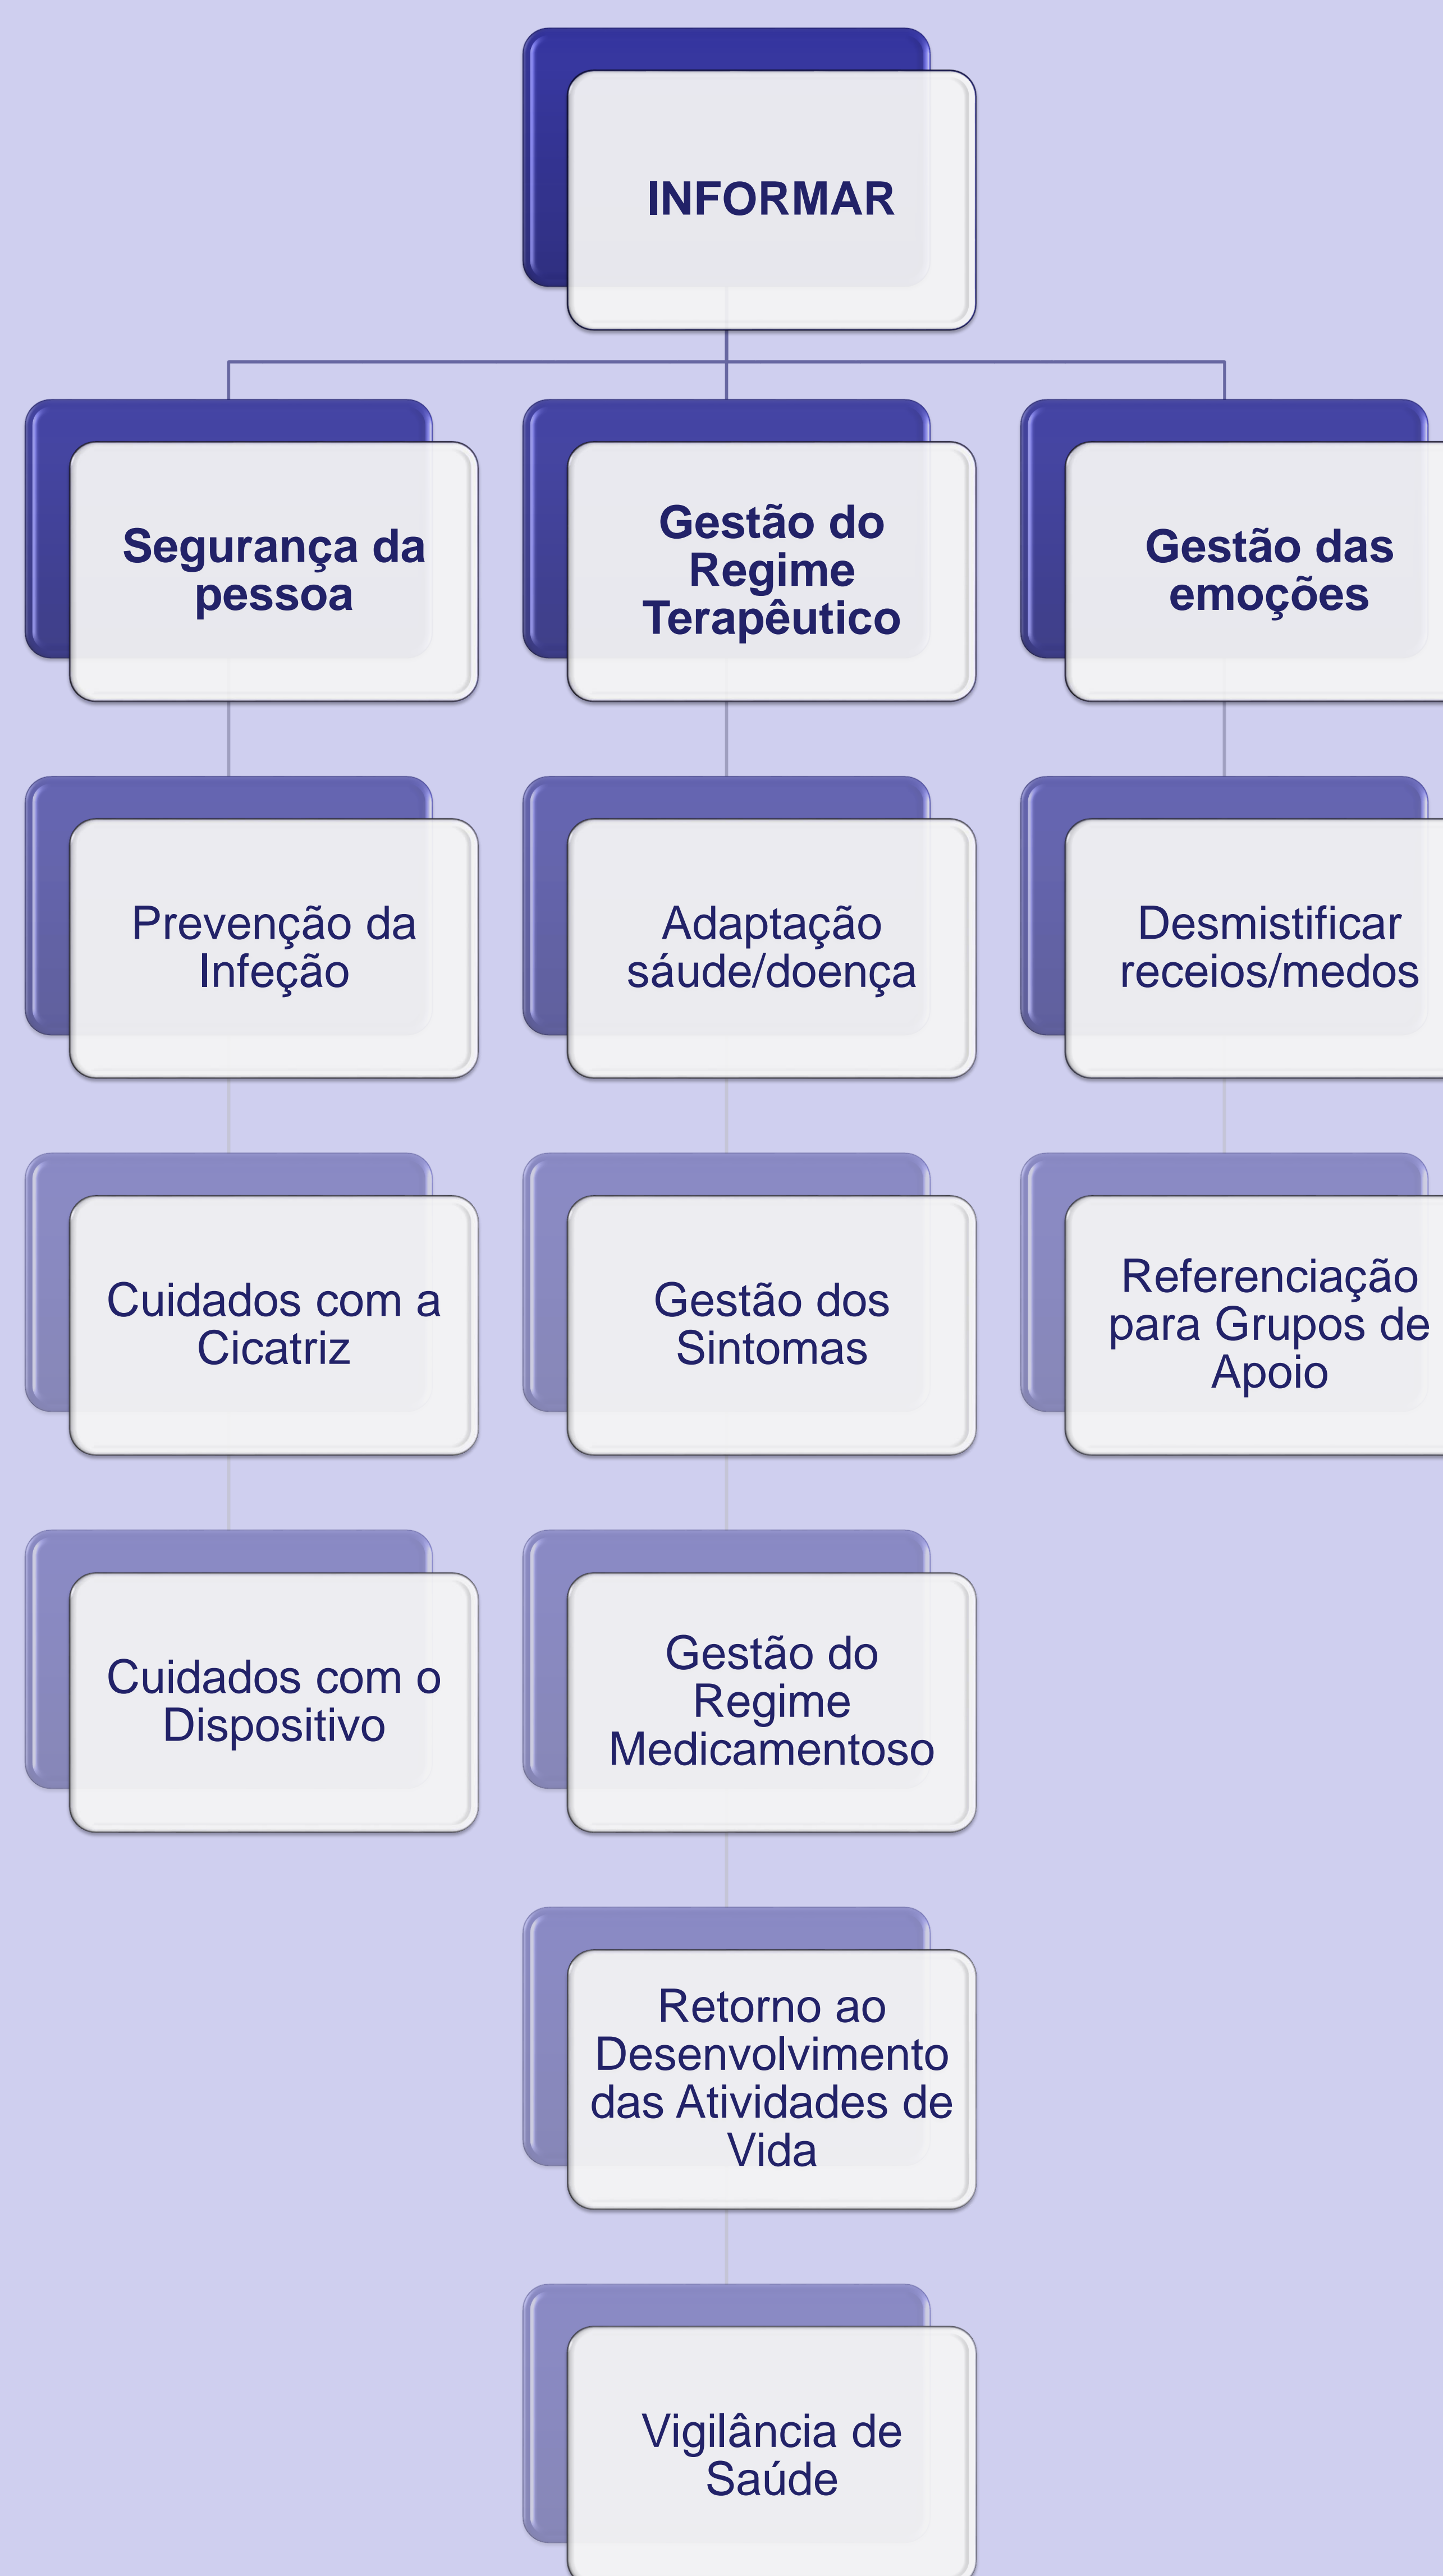 INFORMAR
Segurança da
pessoa
Gestão do
Regime
Terapêutico
Gestão das
emoções
Prevenção da
Infeção
Adaptação
sáude/doença
Desmistificar
receios/medos
Cuidados com a
Cicatriz
Gestão dos
Sintomas
Referenciação
para Grupos de
Apoio
Cuidados com o
Dispositivo
Gestão do
Regime
Medicamentoso
Retorno ao
Desenvolvimento
das Atividades de
Vida
Vigilância de
Saúde